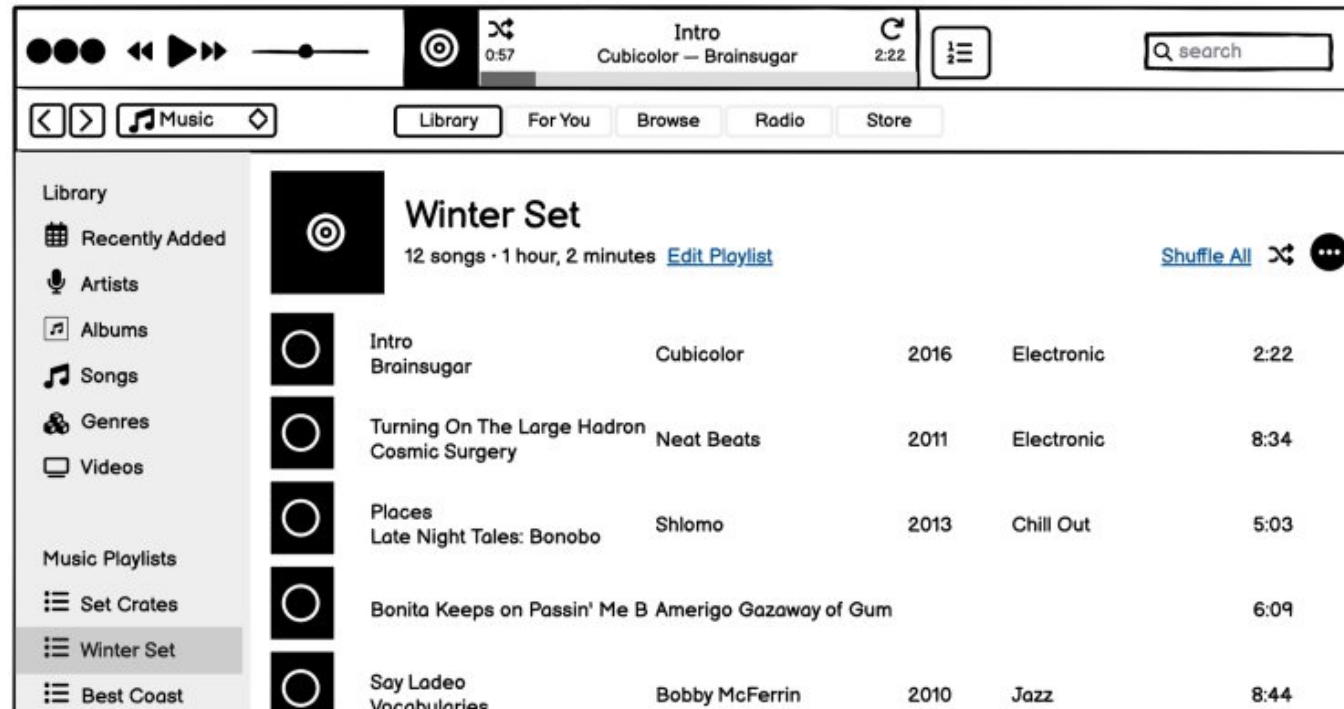 Intro
0:57 Cubicolor — Brainsugar 2:22
1
2
search
Music
Library For You Browse Radio Store
Library
Recently Added
Artists
Albums
Songs
Genres
Videos
Music Playlists
Set Crates
Winter Set
Best Coast
Winter Set
12 songs · 1 hour, 2 minutes Edit Playlist
Shuffle All
Intro
Brainsugar
Cubicolor 2016 Electronic 2:22
Turning On The Large Hadron
Cosmic Surgery
Neat Beats 2011 Electronic 8:34
Places
Late Night Tales: Bonobo
Shlomo 2013 Chill Out 5:03
Bonita Keeps on Passin' Me B Amerigo Gazaway of Gum 6:09
Say Ladeo
Vocabularies
Bobby McFerrin 2010 Jazz 8:44